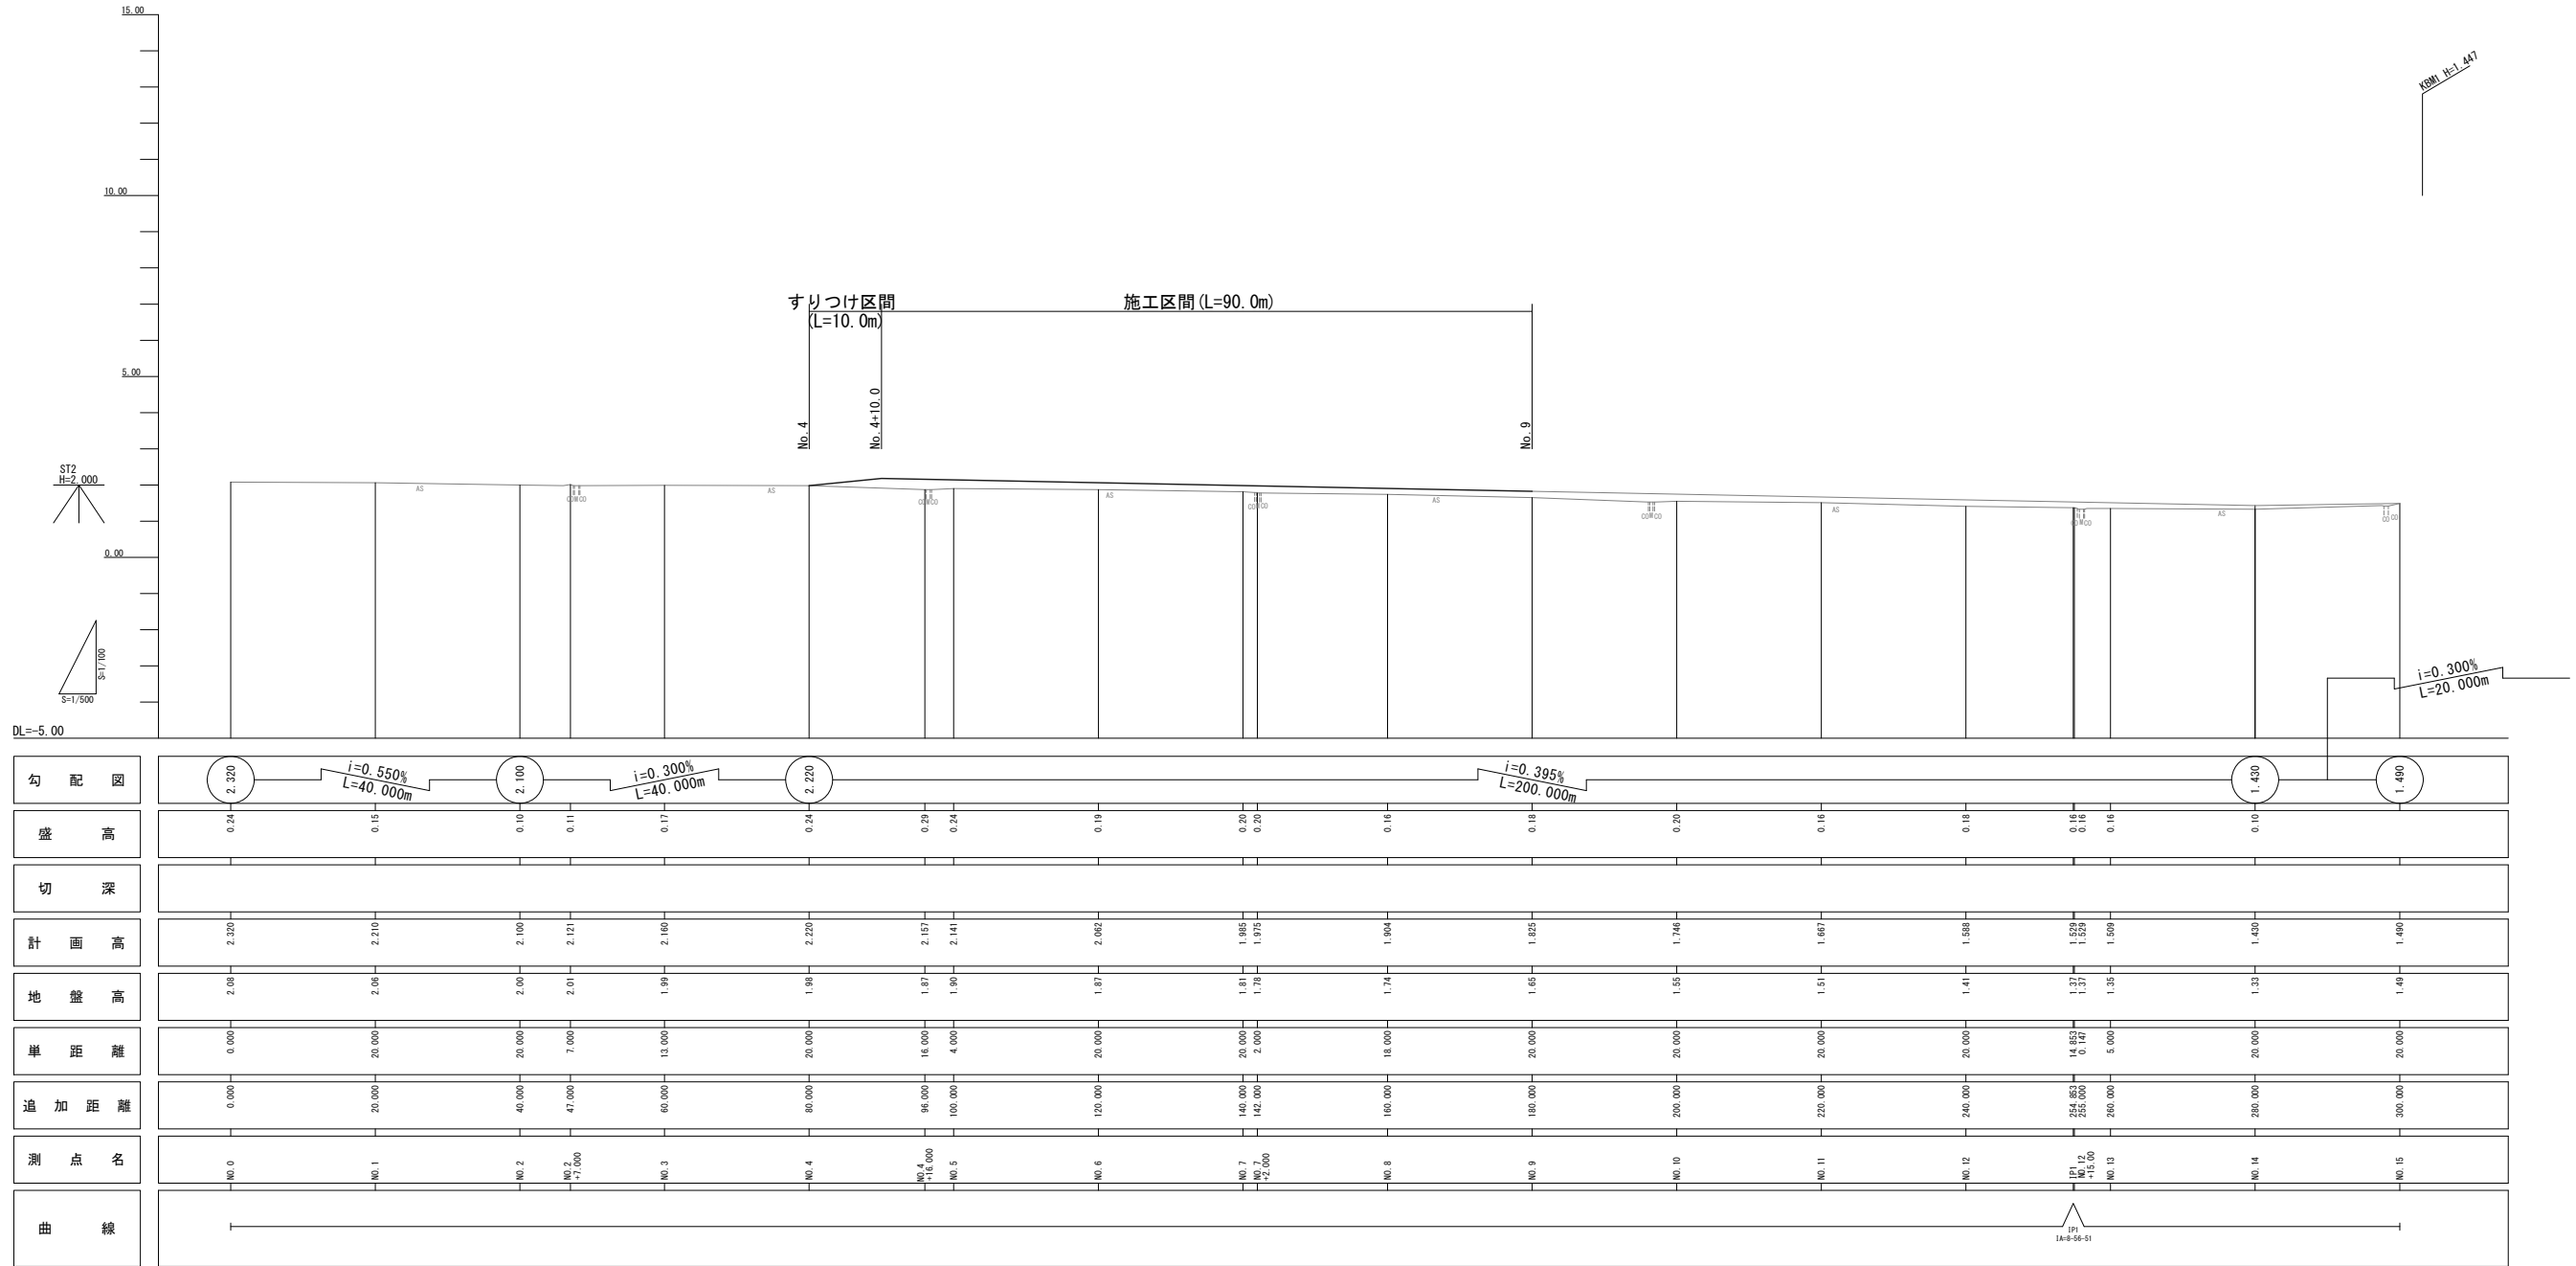 15.00
10.00
5.00
0.00
KBM1 H=1.447
すりつけ区間
(L=10.0m)
施工区間(L=90.0m)
No.4
No.4+10.0
No.9
ST2
H=2.000
AS
COWCO
AS
COWCO
AS
COWCO
AS
COWCO
AS
COWCO
AS
CO CO
S=1/100
S=1/500
DL=-5.00
i=0.300%
L=20.000m
勾配図
2.320
i=0.550%
L=40.000m
2.100
i=0.300%
L=40.000m
2.220
i=0.395%
L=200.000m
1.430
1.490
盛高
0.24 0.15 0.10 0.11 0.17 0.24 0.29 0.24 0.19 0.20 0.20 0.16 0.18 0.20 0.16 0.18 0.16 0.16 0.16 0.10
切深
計画高
2.320 2.210 2.100 2.121 2.160 2.220 2.157 2.141 2.062 1.985 1.975 1.904 1.825 1.746 1.667 1.588 1.529 1.529 1.509 1.430 1.490
地盤高
2.08 2.06 2.00 2.01 1.99 1.98 1.87 1.90 1.87 1.81 1.78 1.74 1.65 1.55 1.51 1.41 1.37 1.37 1.35 1.33 1.49
単距離
0.000 20.000 20.000 7.000 13.000 20.000 16.000 4.000 20.000 20.000 2.000 18.000 20.000 20.000 20.000 20.000 14.853 0.147 5.000 20.000 20.000
追加距離
0.000 20.000 40.000 47.000 60.000 80.000 96.000 100.000 120.000 140.000 142.000 160.000 180.000 200.000 220.000 240.000 254.853 255.000 260.000 280.000 300.000
測点名
NO.0
NO.1
NO.2
NO.2
+7.000
NO.3
NO.4
NO.4
+16.000
NO.5
NO.6
NO.7
NO.7
+2.000
NO.8
NO.9
NO.10
NO.11
NO.12
IP1
NO.12
+15.00
NO.13
NO.14
NO.15
曲線
IP1
IA=8-56-51